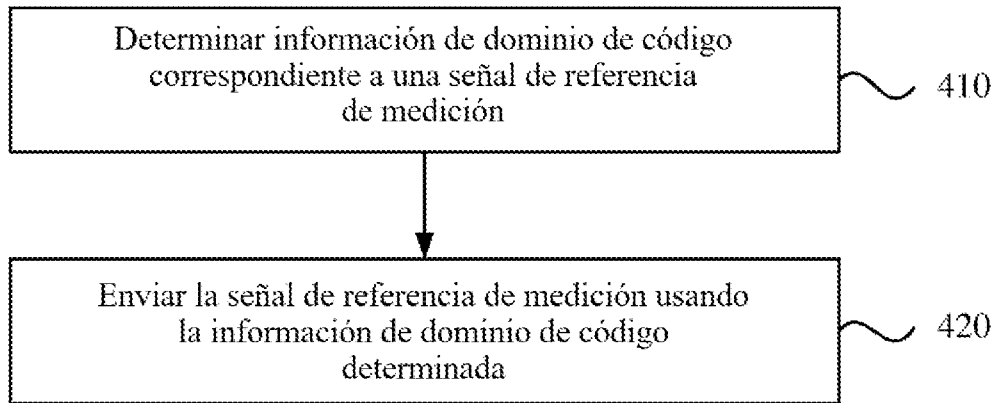 Determinar información de dominio de código
correspondiente a una señal de referencia
de medición
410
Enviar la señal de referencia de medición usando
la información de dominio de código
determinada
420